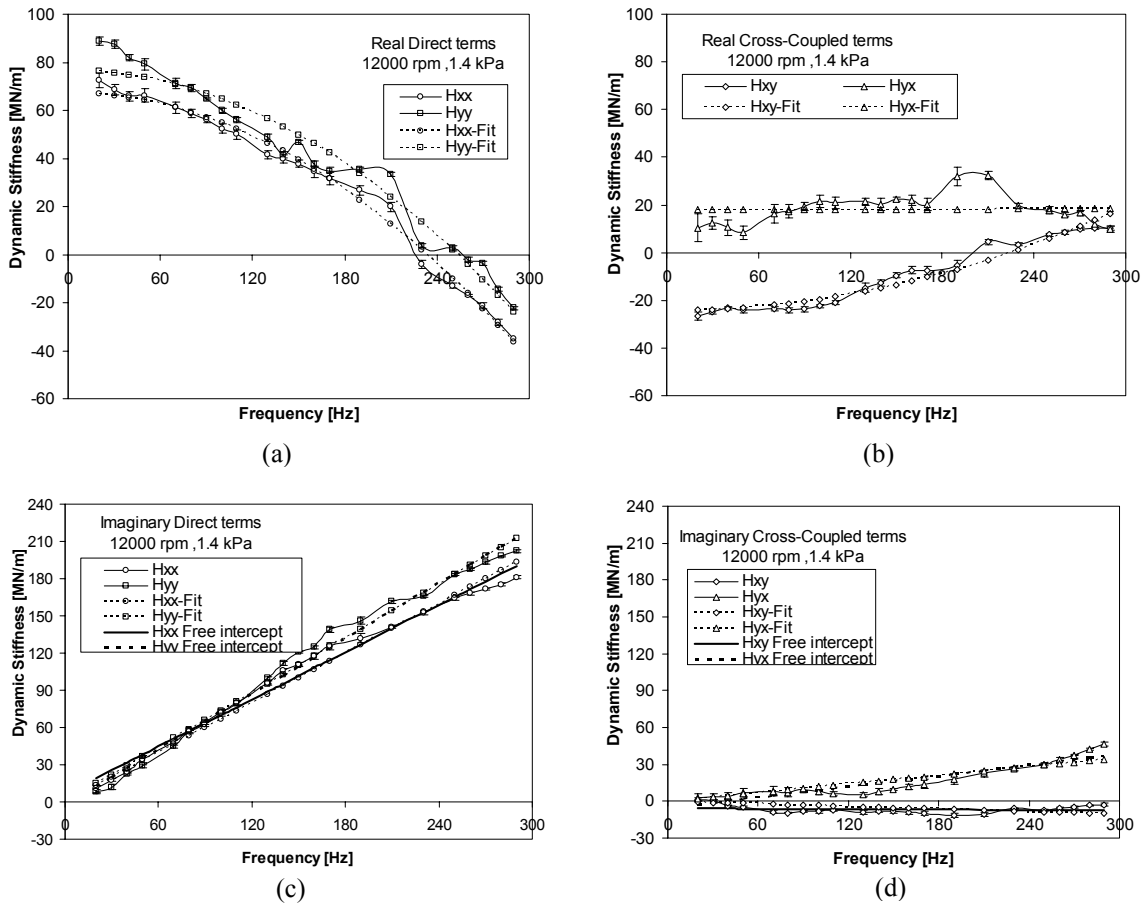 100
80
60
40
20
0
-20
-40
-60
0 60 120 180 240 300
Dynamic Stiffness [MN/m]
Frequency [Hz]
Real Direct terms
12000 rpm ,1.4 kPa
Hxx
Hyy
Hxx-Fit
Hyy-Fit
(a)
100
80
60
40
20
0
-20
-40
-60
0 60 120 180 240 300
Dynamic Stiffness [MN/m]
Frequency [Hz]
Real Cross-Coupled terms
12000 rpm ,1.4 kPa
Hxy Hyx
Hxy-Fit Hyx-Fit
(b)
240
210
180
150
120
90
60
30
0
-30
0 60 120 180 240 300
Dynamic Stiffness [MN/m]
Frequency [Hz]
Imaginary Direct terms
12000 rpm ,1.4 kPa
Hxx
Hyy
Hxx-Fit
Hyy-Fit
Hxx Free intercept
Hyy Free intercept
(c)
240
210
180
150
120
90
60
30
0
-30
0 60 120 180 240 300
Dynamic Stiffness [MN/m]
Frequency [Hz]
Imaginary Cross-Coupled terms
12000 rpm ,1.4 kPa
Hxy
Hyx
Hxy-Fit
Hyx-Fit
Hxy Free intercept
Hyx Free intercept
(d)